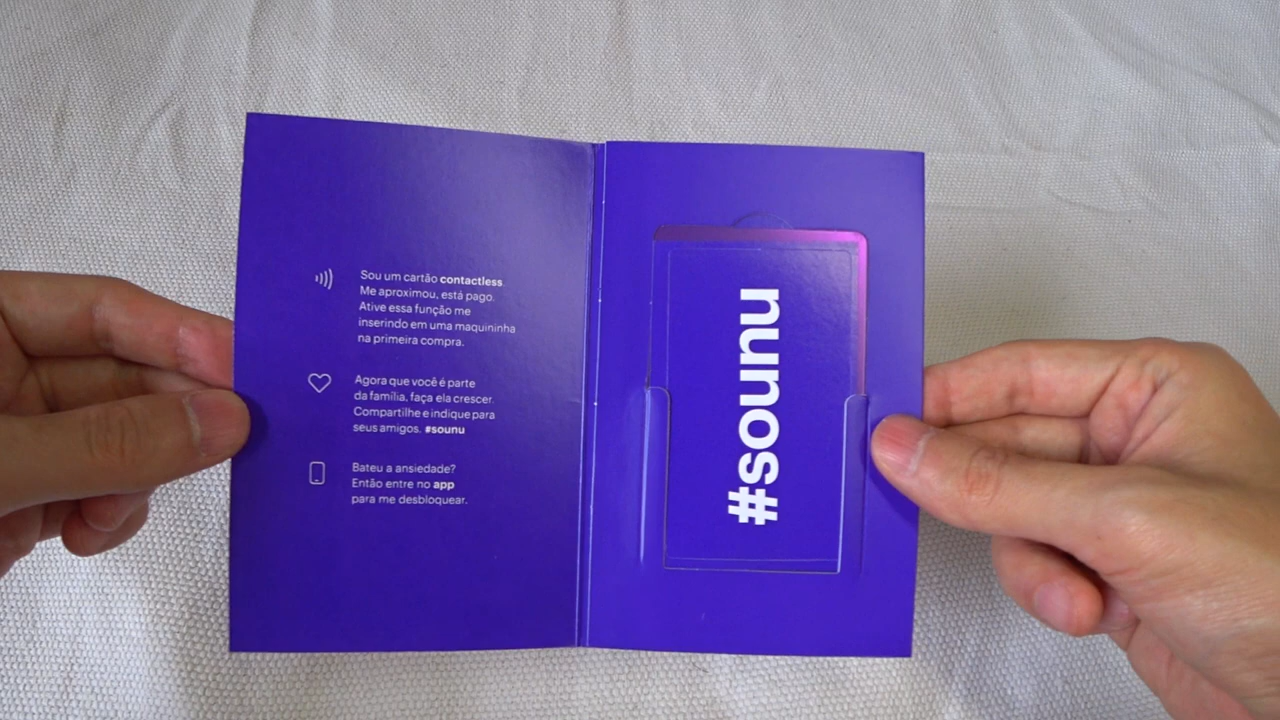 Sou um cartão contactless.
Me aproximou, está pago.
Ative essa função me
inserindo em uma maquininha
na primeira compra.
Agora que você é parte
da família, faça ela crescer.
Compartilhe e indique para
seus amigos. #sounu
Bateu a ansiedade?
Então entre no app
para me desbloquear.
#sounu